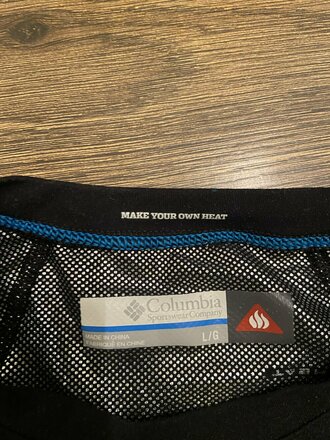 MAKE YOUR OWN HEAT
Columbia
Sportswear Company
MADE IN CHINA
FABRIQUÉ EN CHINE
L/G